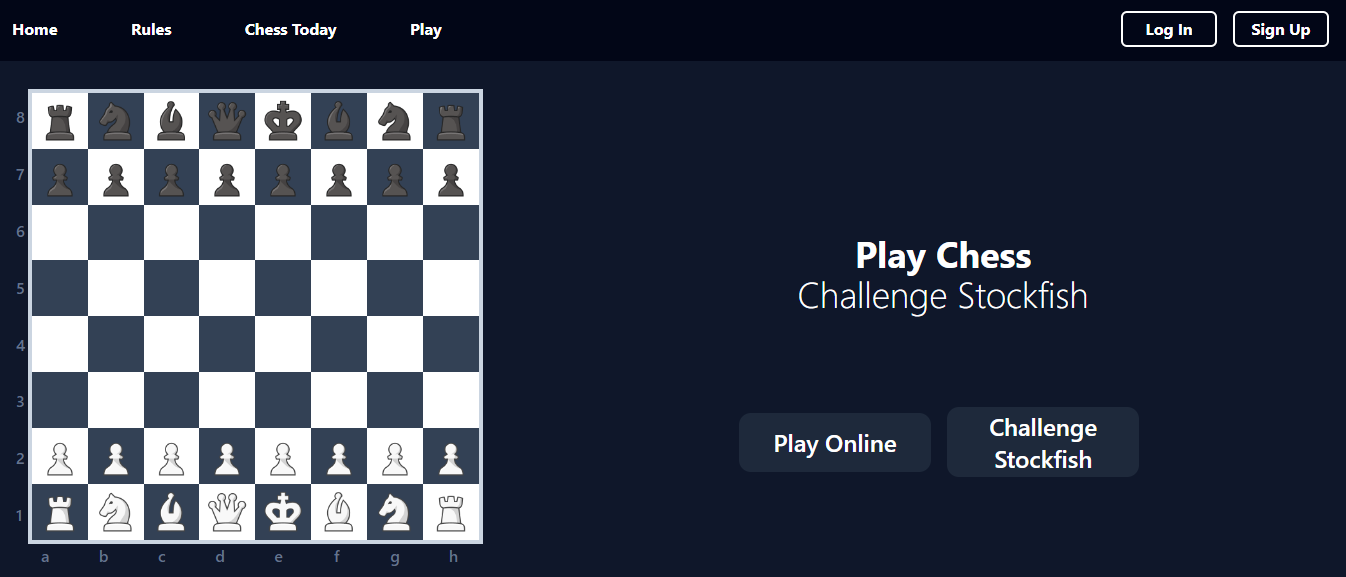 Home Rules Chess Today Play Log In Sign Up
8
7
6
5
4
3
2
1
a b c d e f g h
Play Chess
Challenge Stockfish
Play Online
Challenge
Stockfish